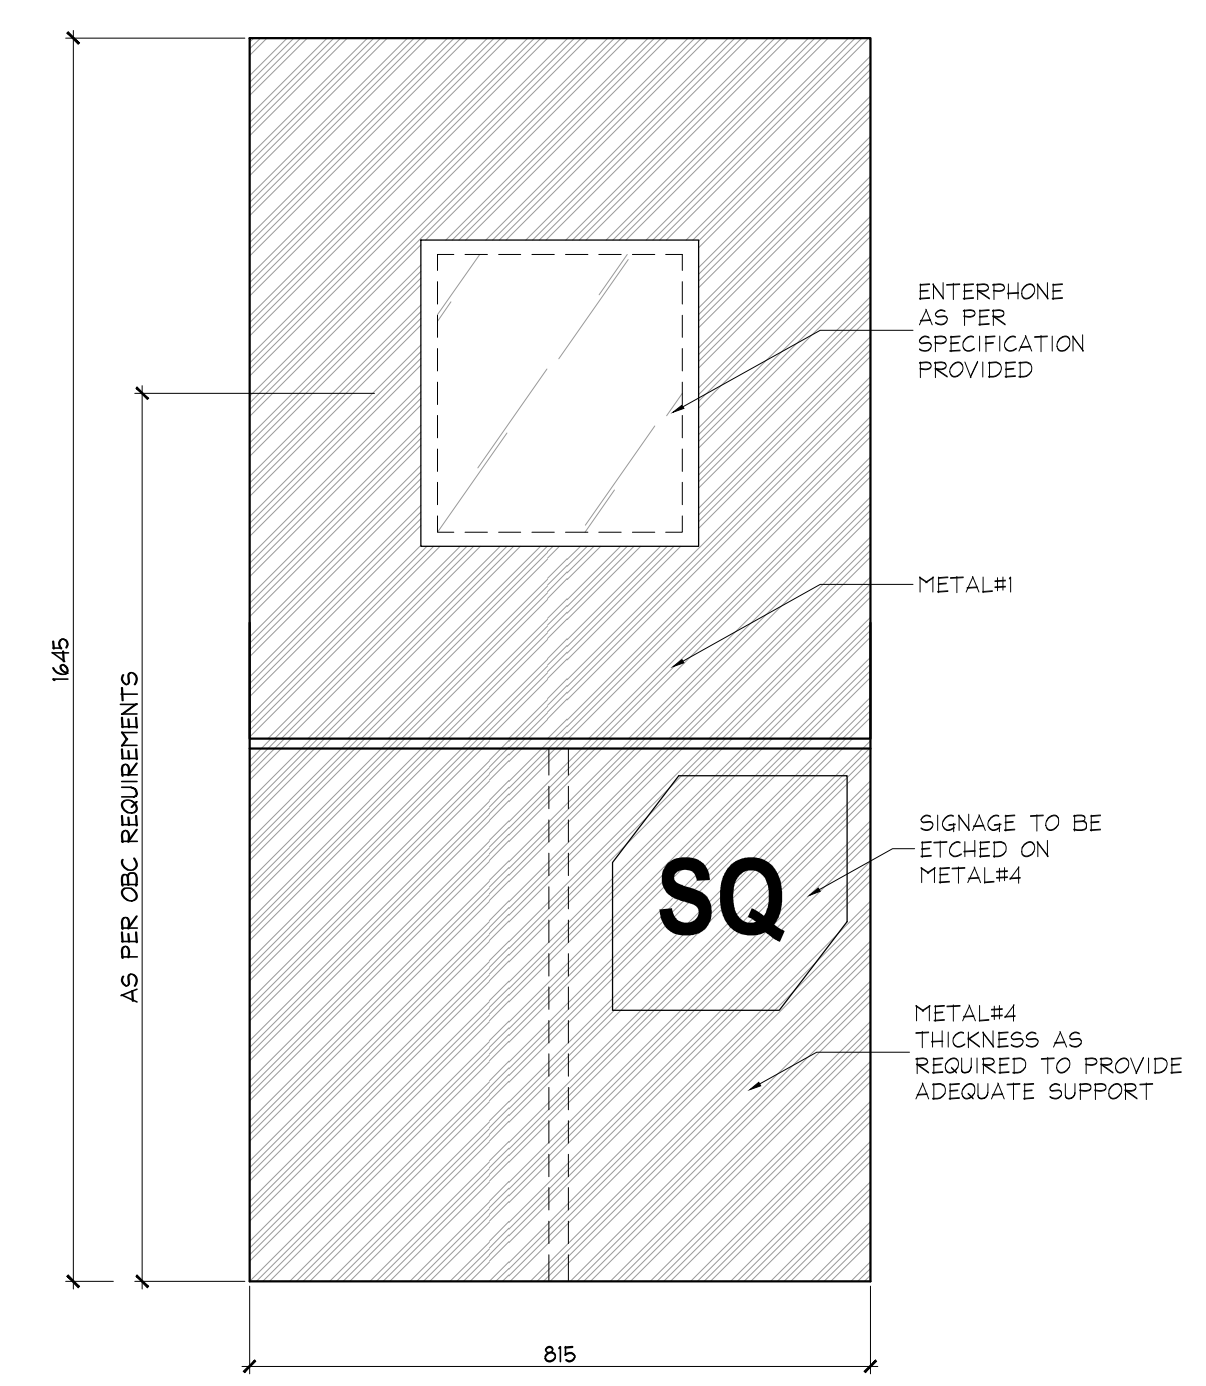 ENTERPHONE
AS PER
SPECIFICATION
PROVIDED
METAL#1
1645
AS PER OBC REQUIREMENTS
SIGNAGE TO BE
ETCHED ON
METAL#4
SQ
METAL#4
THICKNESS AS
REQUIRED TO PROVIDE
ADEQUATE SUPPORT
815